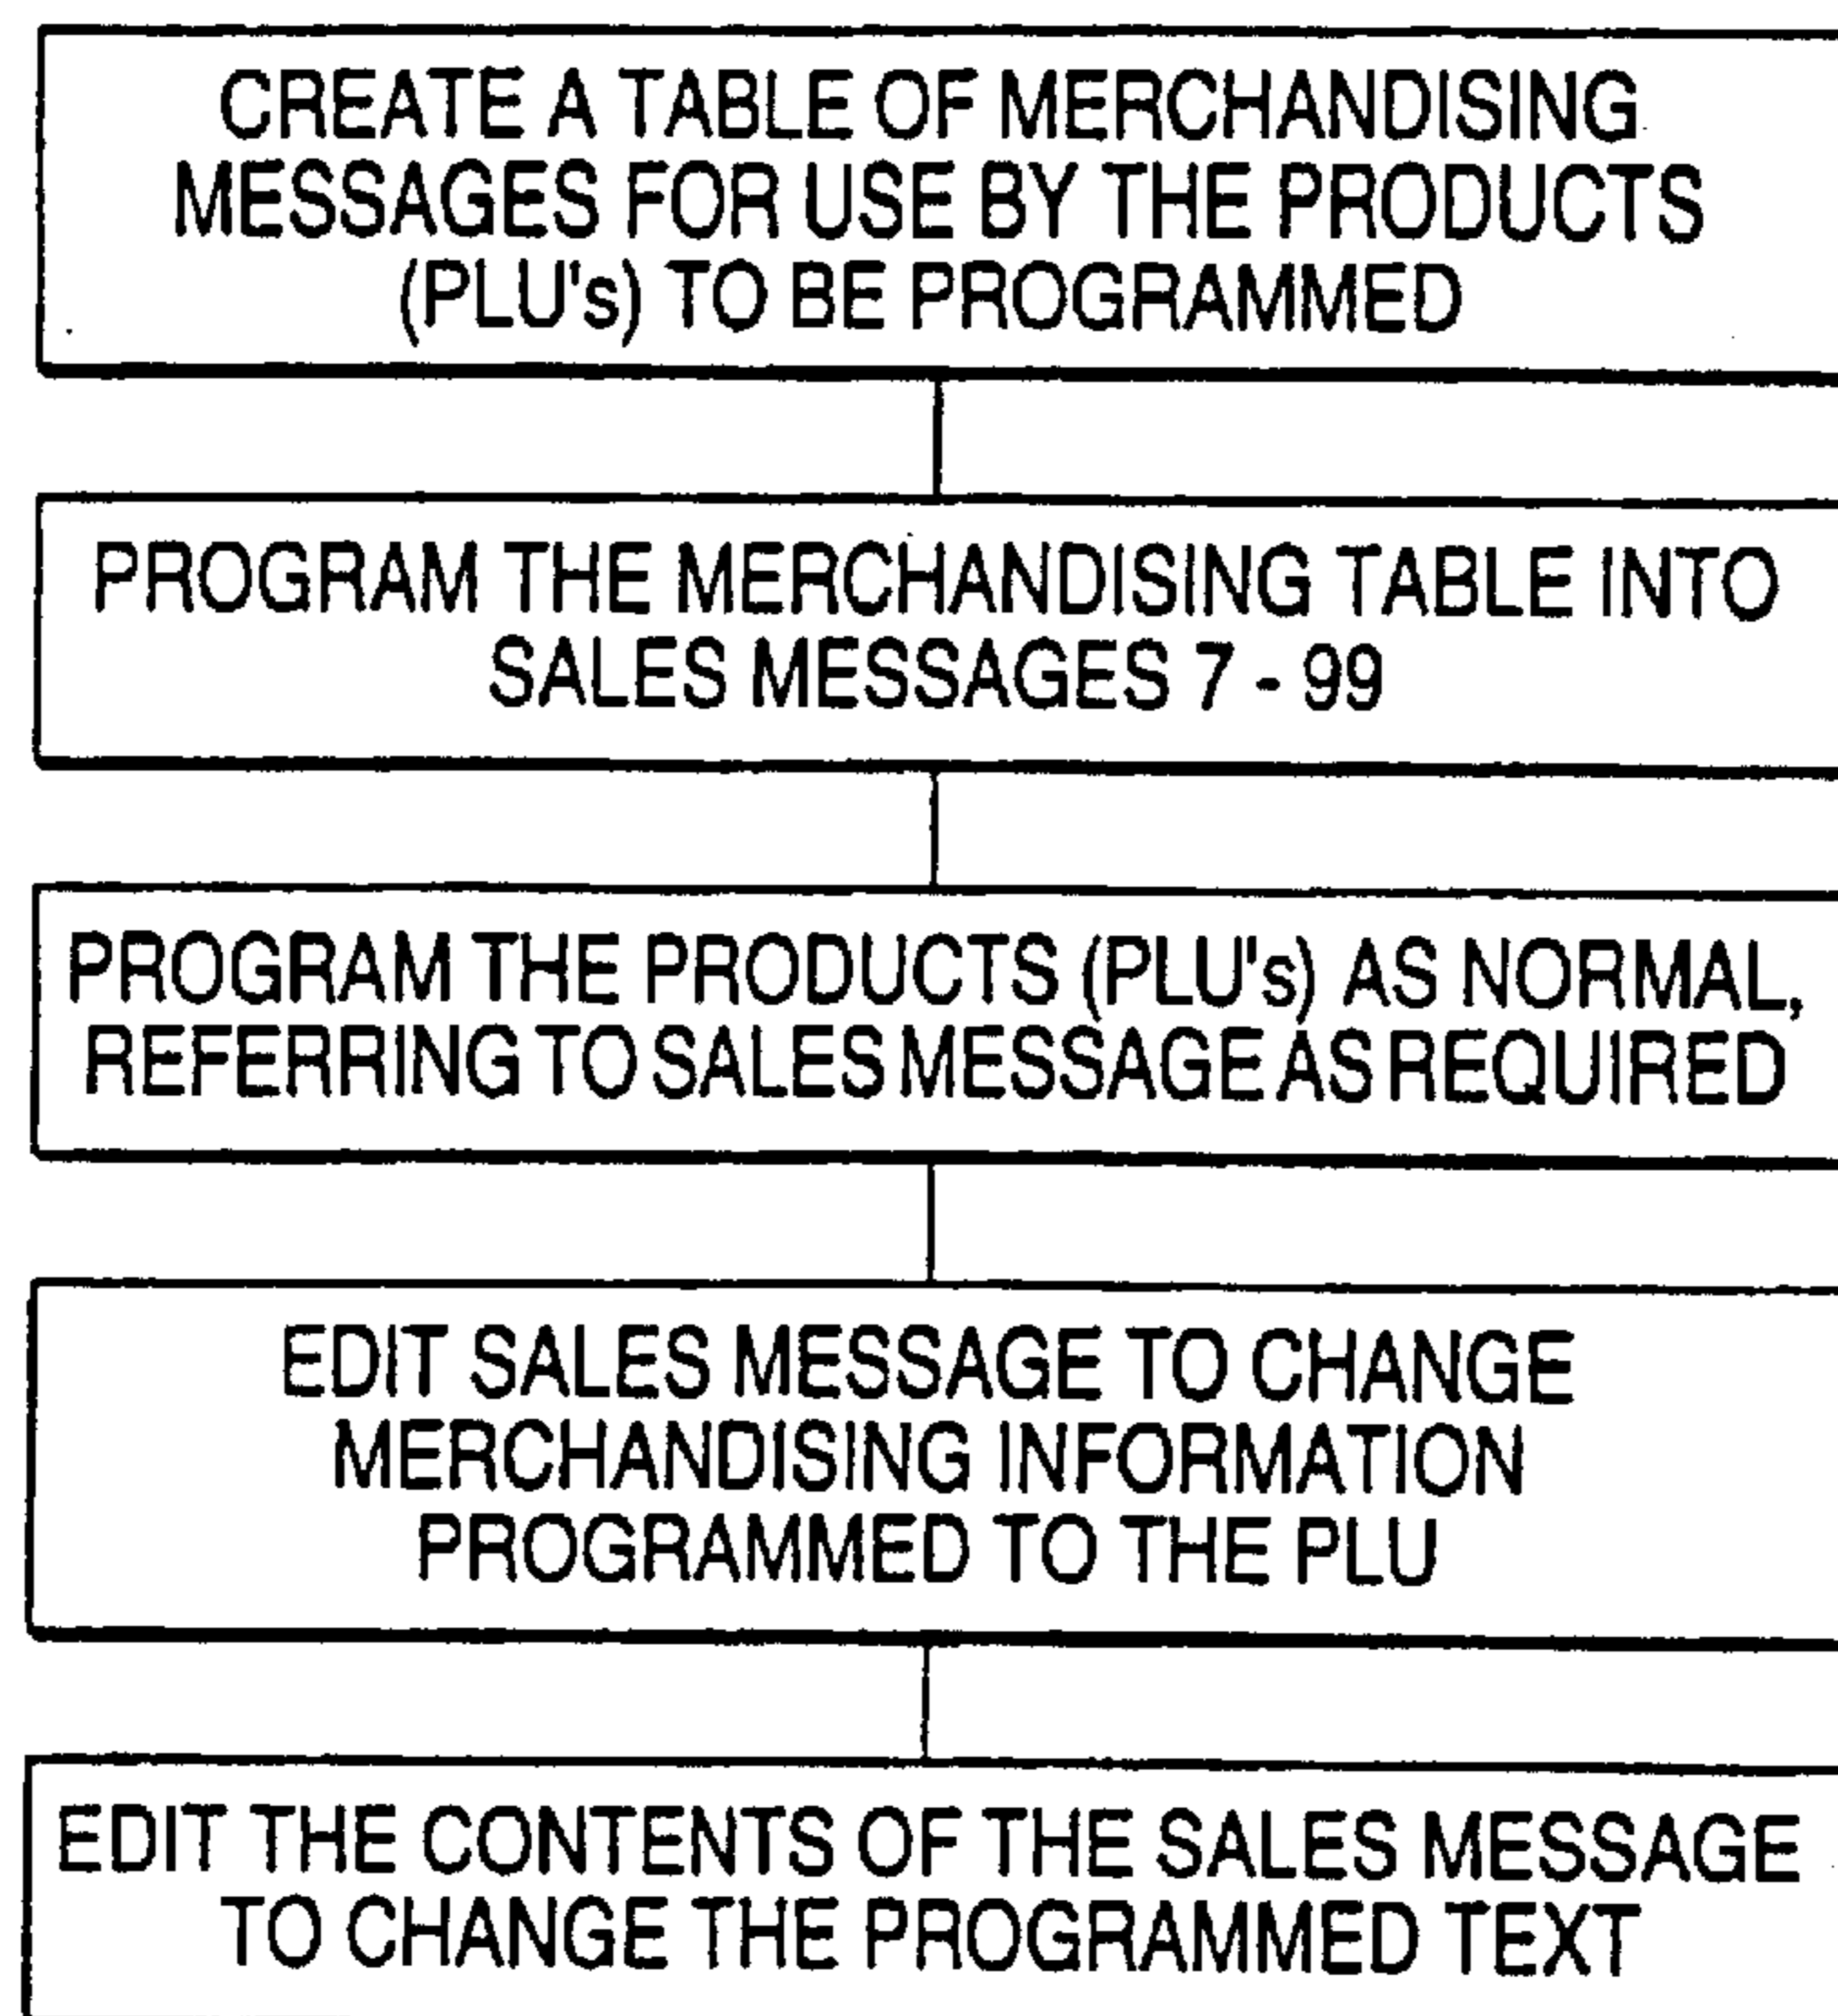 CREATE A TABLE OF MERCHANDISING
MESSAGES FOR USE BY THE PRODUCTS
(PLU's) TO BE PROGRAMMED
PROGRAM THE MERCHANDISING TABLE INTO
SALES MESSAGES 7 - 99
PROGRAM THE PRODUCTS (PLU's) AS NORMAL,
REFERRING TO SALES MESSAGE AS REQUIRED
EDIT SALES MESSAGE TO CHANGE
MERCHANDISING INFORMATION
PROGRAMMED TO THE PLU
EDIT THE CONTENTS OF THE SALES MESSAGE
TO CHANGE THE PROGRAMMED TEXT